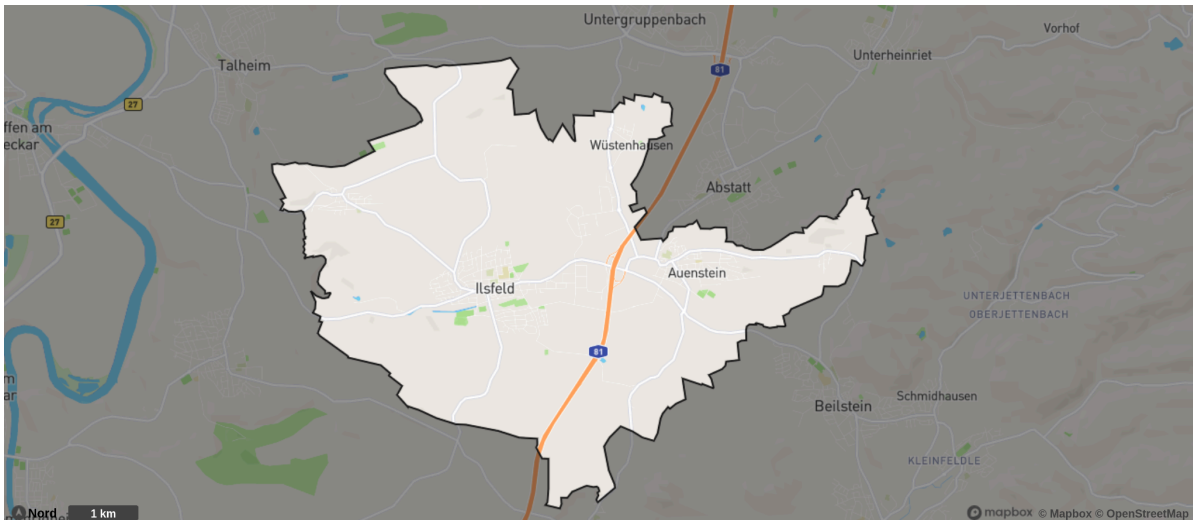 Untergruppenbach
Vorhof
Unterheinriet
Talheim
81
27
ffen am
eckar
Wüstenhausen
Abstatt
27
Auenstein
Ilsfeld
UNTERJETTENBACH
OBERJETTENBACH
81
m
ar
Schmidhausen
Beilstein
KLEINFELDLE
Nord
1 km
mapbox
© Mapbox © OpenStreetMap